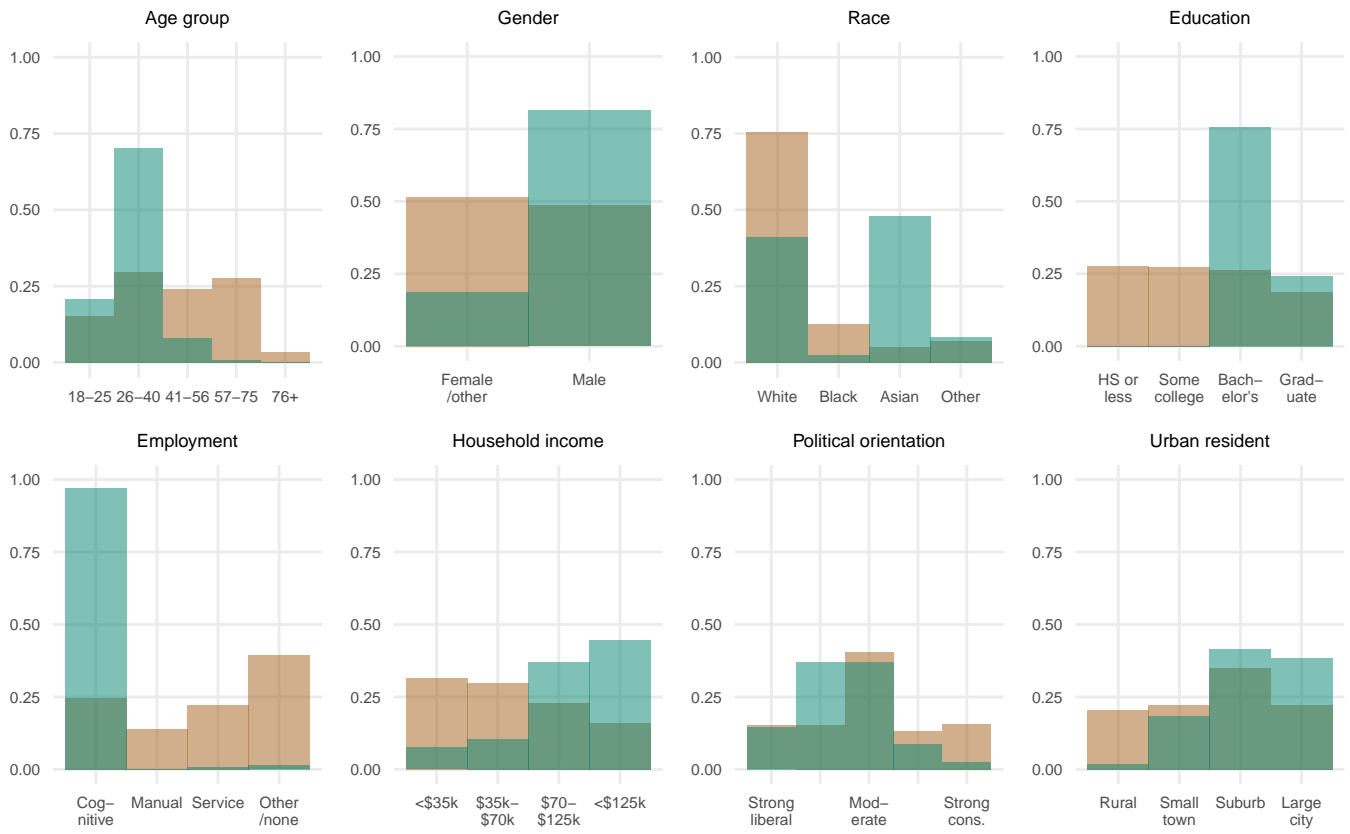 Age group
Gender
Race
Education
1.00
0.75
0.50
0.25
0.00
18–25 26–40 41–56 57–75 76+
1.00
0.75
0.50
0.25
0.00
Female
/other
Male
1.00
0.75
0.50
0.25
0.00
White
Black
Asian
Other
1.00
0.75
0.50
0.25
0.00
HS or
less
Some
college
Bach–
elor's
Grad–
uate
Employment
Household income
Political orientation
Urban resident
1.00
0.75
0.50
0.25
0.00
Cog–
nitive
Manual
Service
Other
/none
1.00
0.75
0.50
0.25
0.00
<$35k
$35k–
$70k
$70–
$125k
<$125k
1.00
0.75
0.50
0.25
0.00
Strong
liberal
Mod–
erate
Strong
cons.
1.00
0.75
0.50
0.25
0.00
Rural
Small
town
Suburb
Large
city